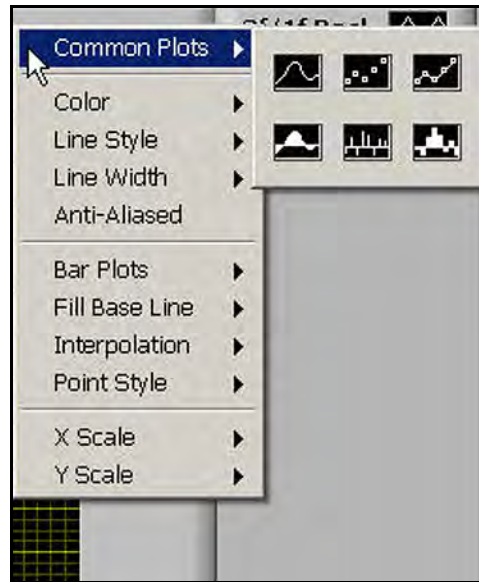 Common Plots
Color
Line Style
Line Width
Anti-Aliased
Bar Plots
Fill Base Line
Interpolation
Point Style
X Scale
Y Scale